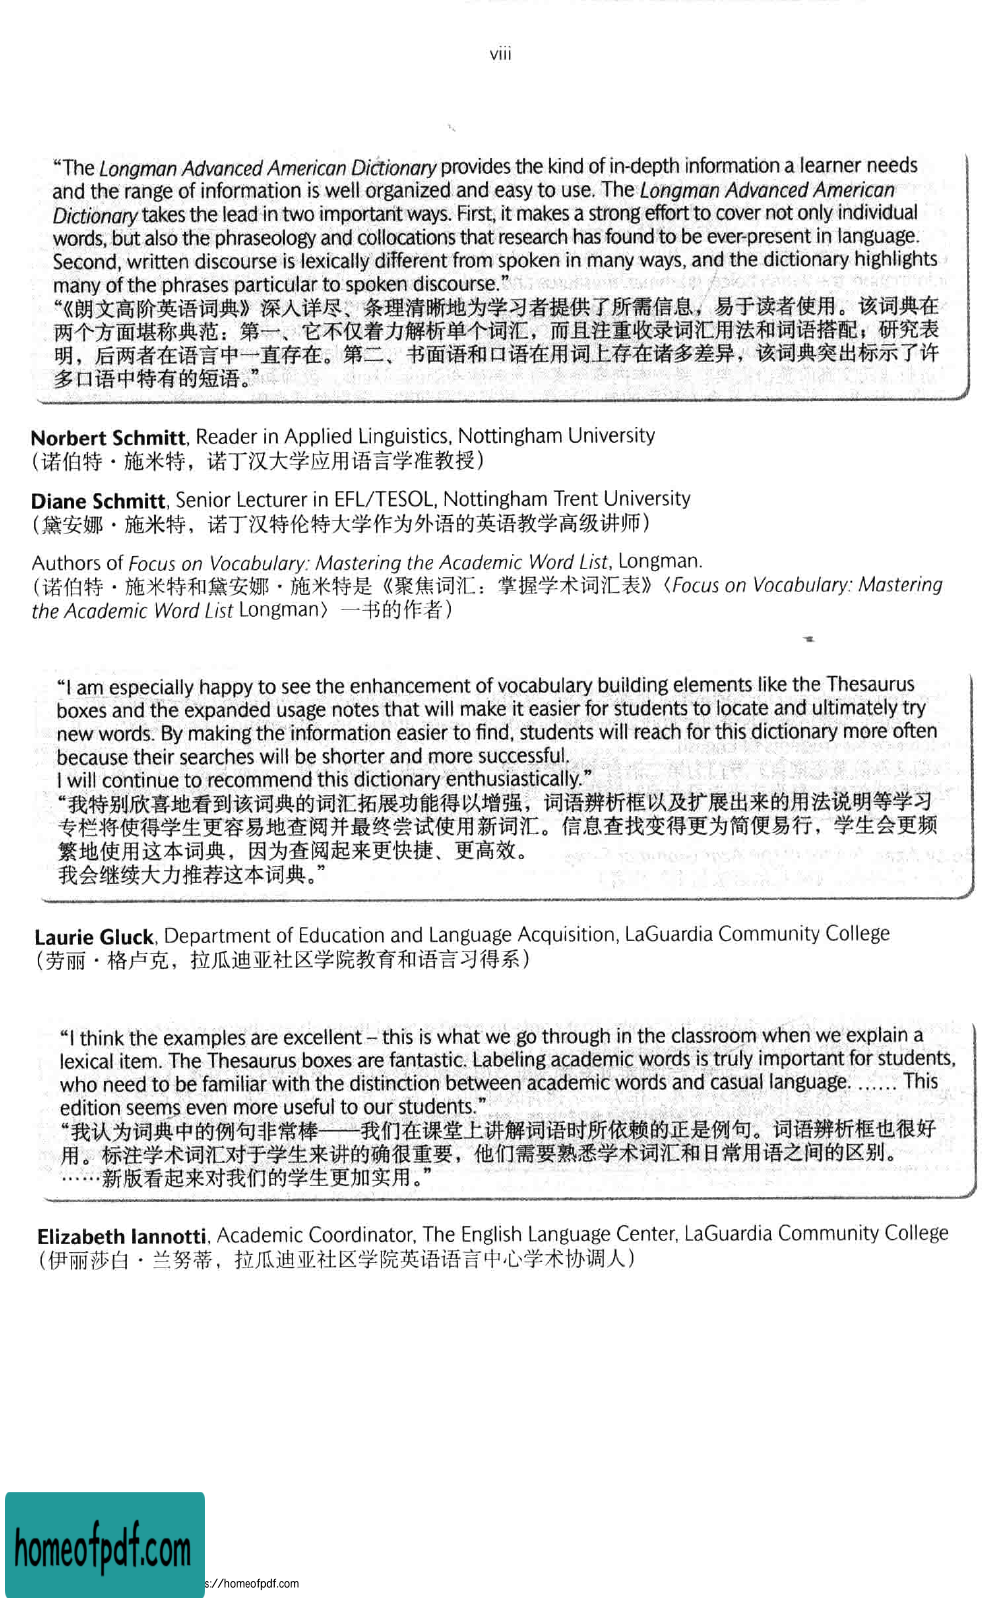 viii
“The Longman Advanced American Dictionary provides the kind of in-depth information a learner needs
and the range of information is well organized and easy to use. The Longman Advanced American
Dictionary takes the lead in two important ways. First, it makes a strong effort to cover not only individual
words, but also the phraseology and collocations that research has found to be ever-present in language.
Second, written discourse is lexically different from spoken in many ways, and the dictionary highlights
many of the phrases particular to spoken discourse.”
“《朗文高阶英语词典》深入详尽、条理清晰地为学习者提供了所需信息，易于读者使用。该词典在
两个方面堪称典范：第一、它不仅着力解析单个词汇，而且注重收录词汇用法和词语搭配；研究表
明，后两者在语言中一直存在。第二、书面语和口语在用词上存在诸多差异，该词典突出标示了许
多口语中特有的短语。”
Norbert Schmitt, Reader in Applied Linguistics, Nottingham University
（诺伯特·施米特，诺丁汉大学应用语言学准教授）
Diane Schmitt, Senior Lecturer in EFL/TESOL, Nottingham Trent University
（黛安娜·施米特，诺丁汉特伦特大学作为外语的英语教学高级讲师）
Authors of Focus on Vocabulary: Mastering the Academic Word List, Longman.
（诺伯特·施米特和黛安娜·施米特是《聚焦词汇：掌握学术词汇表》〈Focus on Vocabulary: Mastering
the Academic Word List Longman〉一书的作者）
“I am especially happy to see the enhancement of vocabulary building elements like the Thesaurus
boxes and the expanded usage notes that will make it easier for students to locate and ultimately try
new words. By making the information easier to find, students will reach for this dictionary more often
because their searches will be shorter and more successful.
I will continue to recommend this dictionary enthusiastically.”
“我特别欣喜地看到该词典的词汇拓展功能得以增强，词语辨析框以及扩展出来的用法说明等学习
专栏将使得学生更容易地查阅并最终尝试使用新词汇。信息查找变得更为简便易行，学生会更频
繁地使用这本词典，因为查阅起来更快捷、更高效。
我会继续大力推荐这本词典。”
Laurie Gluck, Department of Education and Language Acquisition, LaGuardia Community College
（劳丽·格卢克，拉瓜迪亚社区学院教育和语言习得系）
“I think the examples are excellent – this is what we go through in the classroom when we explain a
lexical item. The Thesaurus boxes are fantastic. Labeling academic words is truly important for students,
who need to be familiar with the distinction between academic words and casual language. …… This
edition seems even more useful to our students.”
“我认为词典中的例句非常棒——我们在课堂上讲解词语时所依赖的正是例句。词语辨析框也很好
用。标注学术词汇对于学生来讲的确很重要，他们需要熟悉学术词汇和日常用语之间的区别。
……新版看起来对我们的学生更加实用。”
Elizabeth Iannotti, Academic Coordinator, The English Language Center, LaGuardia Community College
（伊丽莎白·兰努蒂，拉瓜迪亚社区学院英语语言中心学术协调人）
homeofpdf.com
s://homeofpdf.com